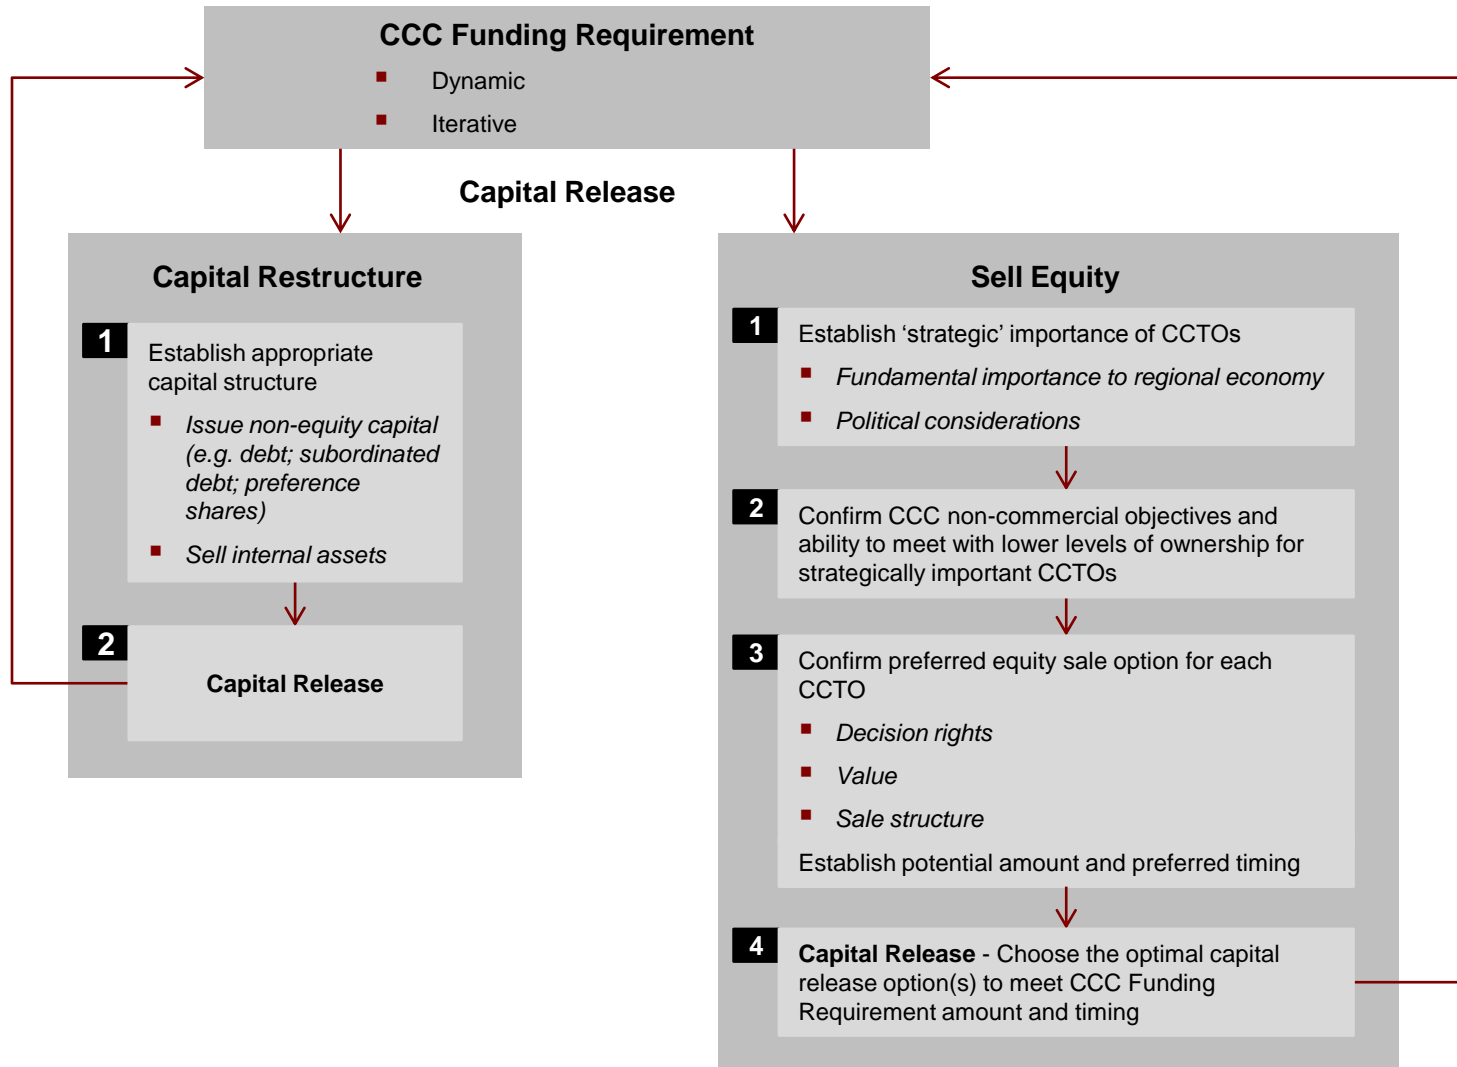 CCC Funding Requirement
Dynamic
Iterative
Capital Release
Capital Restructure
1
Establish appropriate
capital structure
Issue non-equity capital
(e.g. debt; subordinated
debt; preference
shares)
Sell internal assets
2
Capital Release
Sell Equity
1
Establish ‘strategic’ importance of CCTOs
Fundamental importance to regional economy
Political considerations
2
Confirm CCC non-commercial objectives and
ability to meet with lower levels of ownership for
strategically important CCTOs
3
Confirm preferred equity sale option for each
CCTO
Decision rights
Value
Sale structure
Establish potential amount and preferred timing
4
Capital Release - Choose the optimal capital
release option(s) to meet CCC Funding
Requirement amount and timing